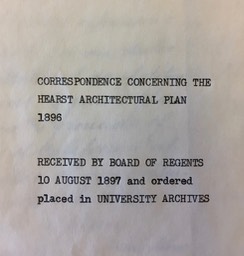 CORRESPONDENCE CONCERNING THE
HEARST ARCHITECTURAL PLAN
1896
RECEIVED BY BOARD OF REGENTS
10 AUGUST 1897 and ordered
placed in UNIVERSITY ARCHIVES